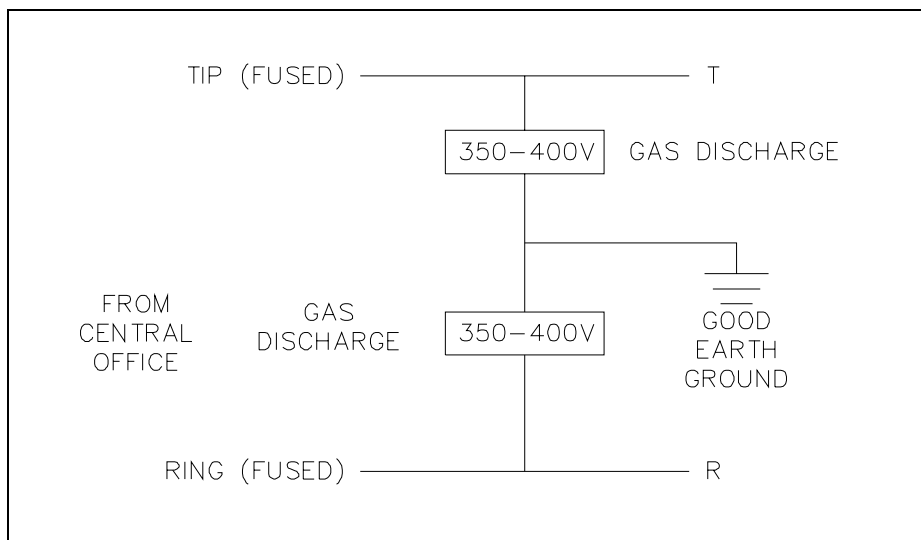 TIP (FUSED)
T
350-400V
GAS DISCHARGE
FROM
CENTRAL
OFFICE
GAS
DISCHARGE
350-400V
GOOD
EARTH
GROUND
RING (FUSED)
R